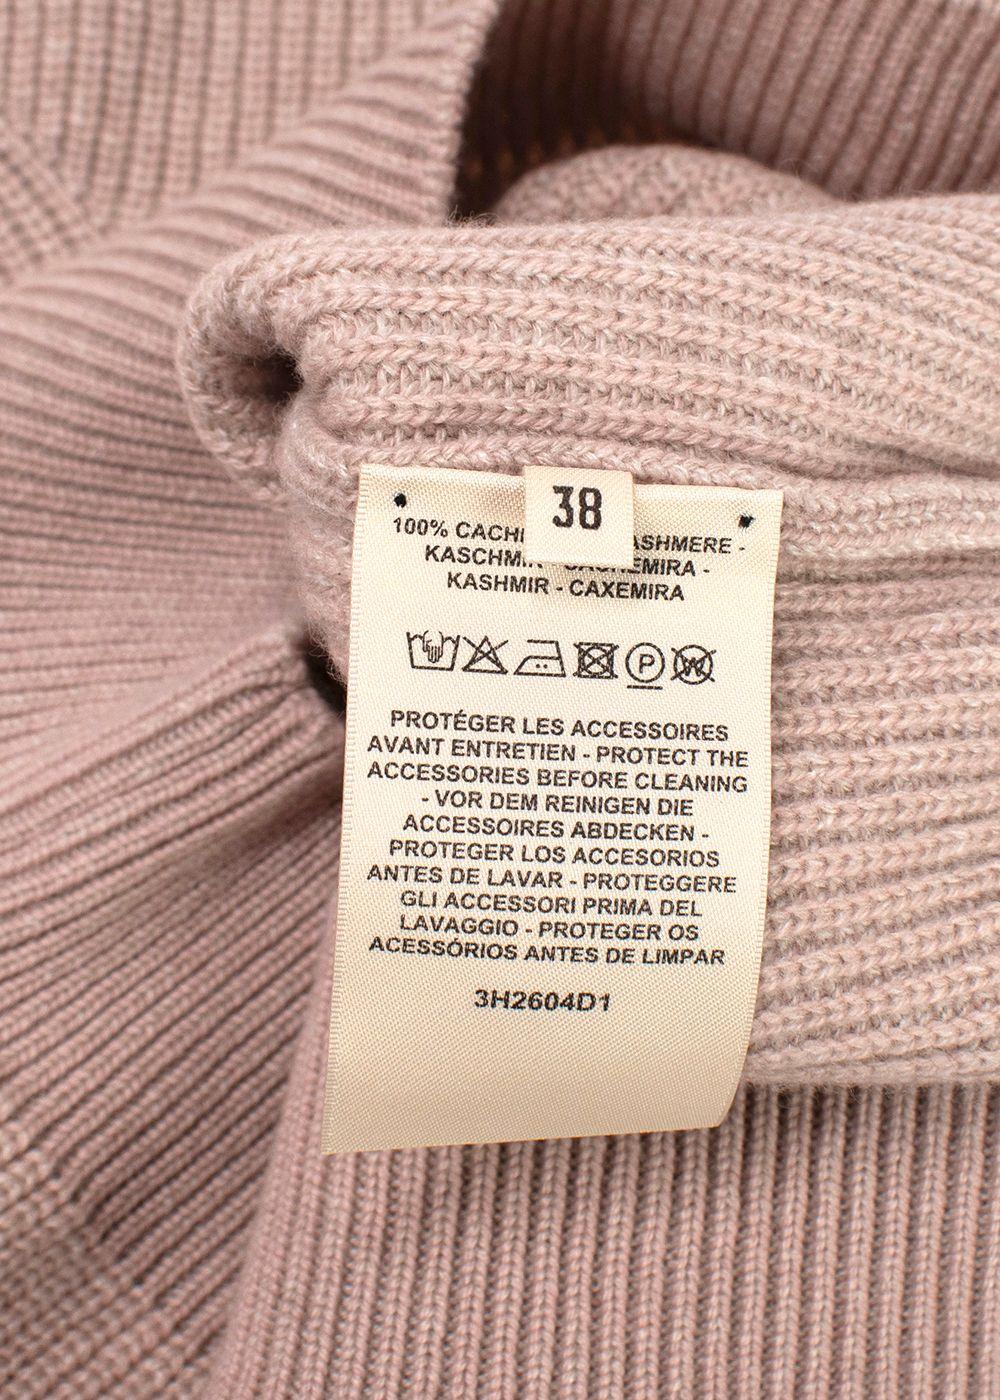 38
100% ASHMERE -
KASHMIR - CAXEMIRA
P
W
PROTÉGER LES ACCESSOIRES
AVANT ENTRETIEN - PROTECT THE
ACCESSORIES BEFORE CLEANING
- VOR DEM REINIGEN DIE
ACCESSOIRES ABDECKEN -
PROTEGER LOS ACCESORIOS
ANTES DE LAVAR - PROTEGGERE
GLI ACCESSORI PRIMA DEL
LAVAGGIO - PROTEGER OS
ACESSÓRIOS ANTES DE LIMPAR
3H2604D1